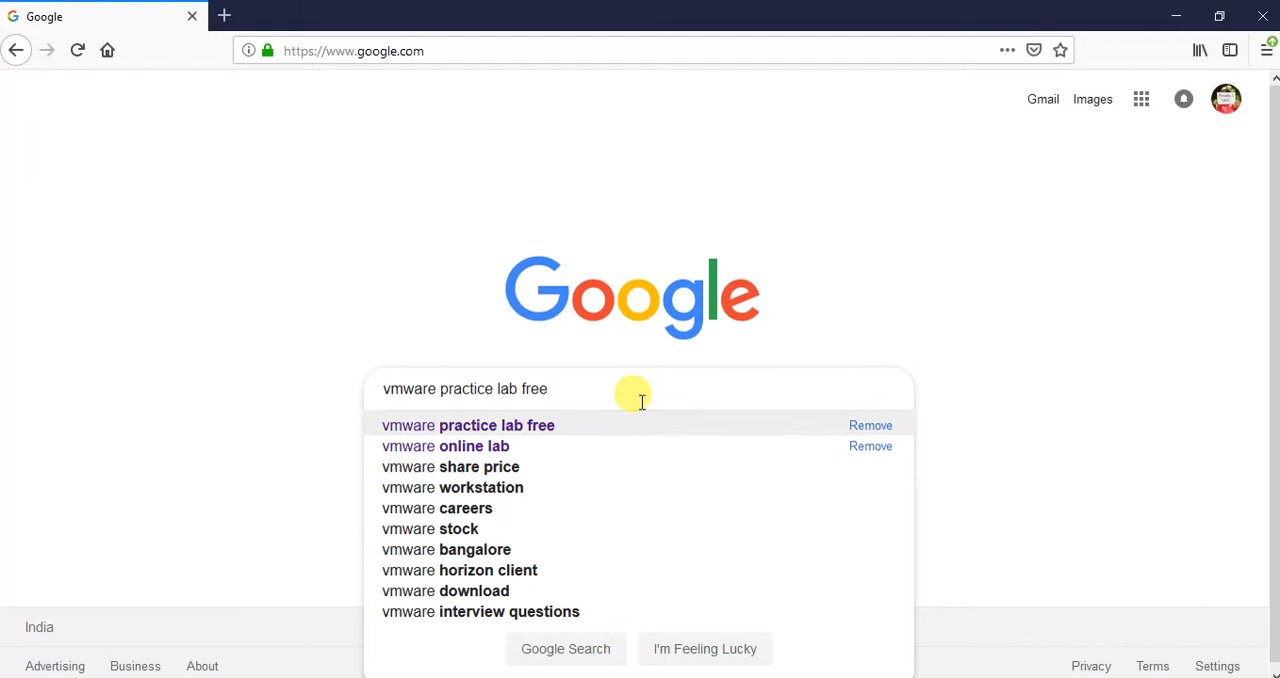 Google
https://www.google.com
Gmail Images
Google
vmware practice lab free
vmware practice lab free Remove
vmware online lab Remove
vmware share price
vmware workstation
vmware careers
vmware stock
vmware bangalore
vmware horizon client
vmware download
vmware interview questions
India
Google Search I'm Feeling Lucky
Advertising Business About Privacy Terms Settings